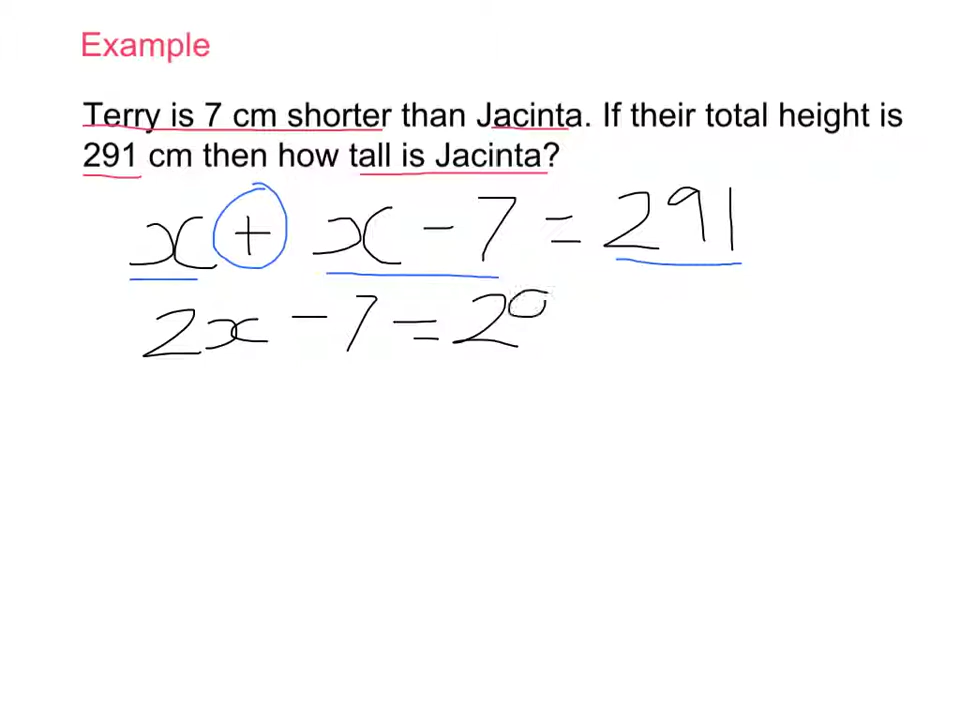 Example
Terry is 7 cm shorter than Jacinta. If their total height is
291 cm then how tall is Jacinta?
x + x - 7 = 291
2x - 7 = 2